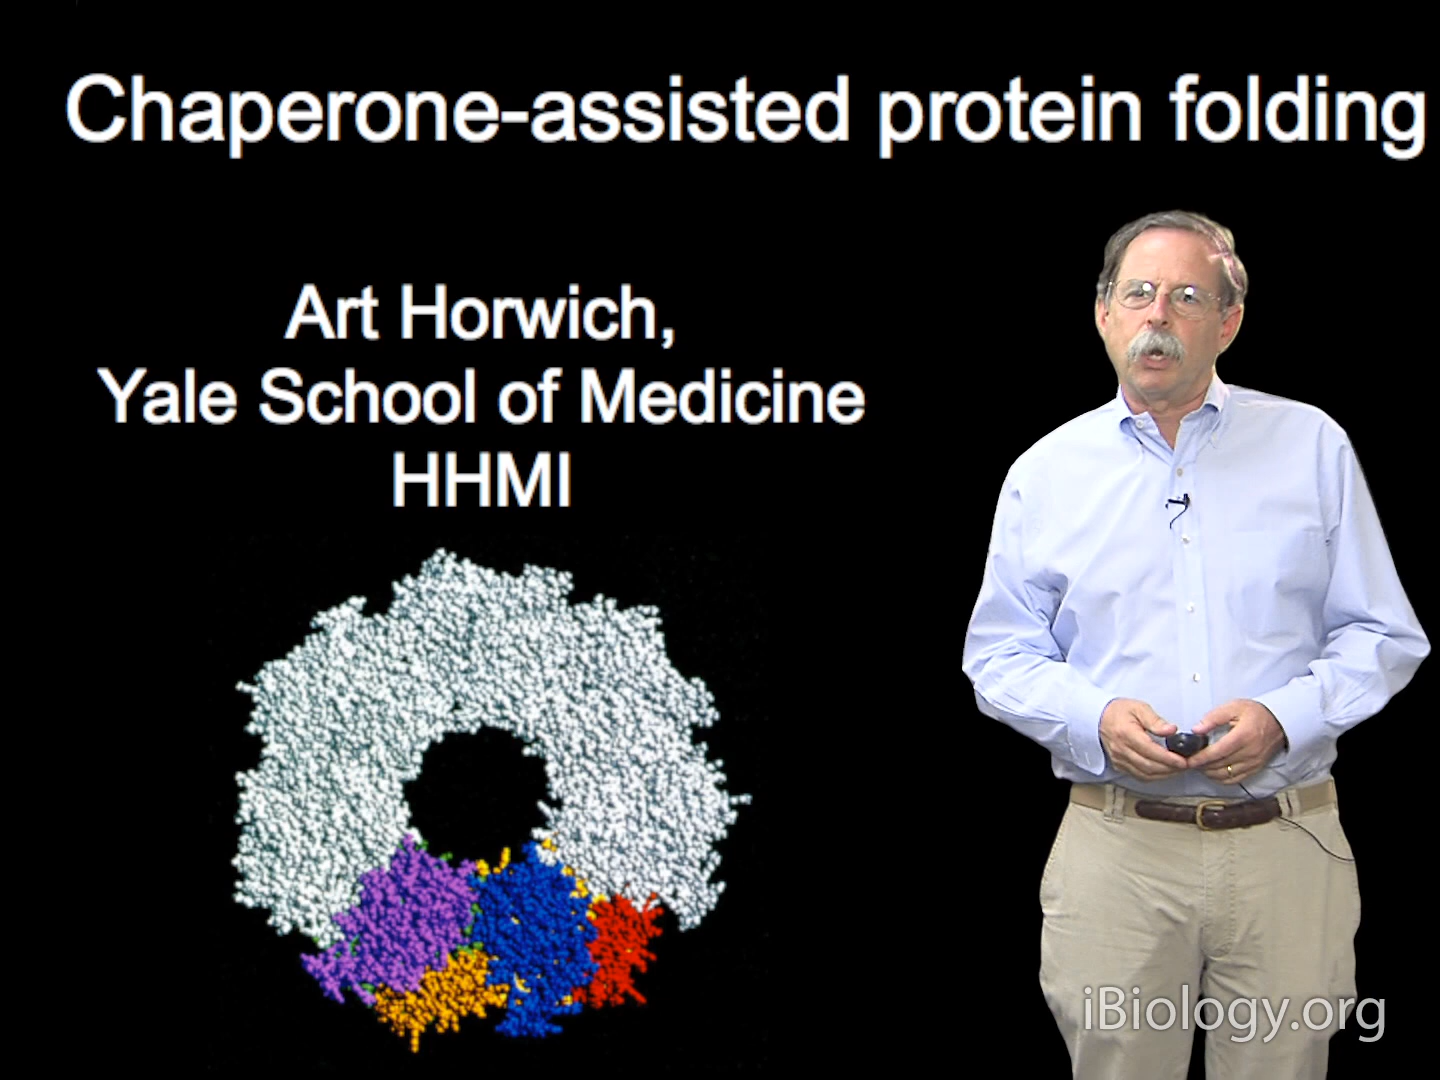 Chaperone-assisted protein folding
Art Horwich,
Yale School of Medicine
HHMI
iBiology.org